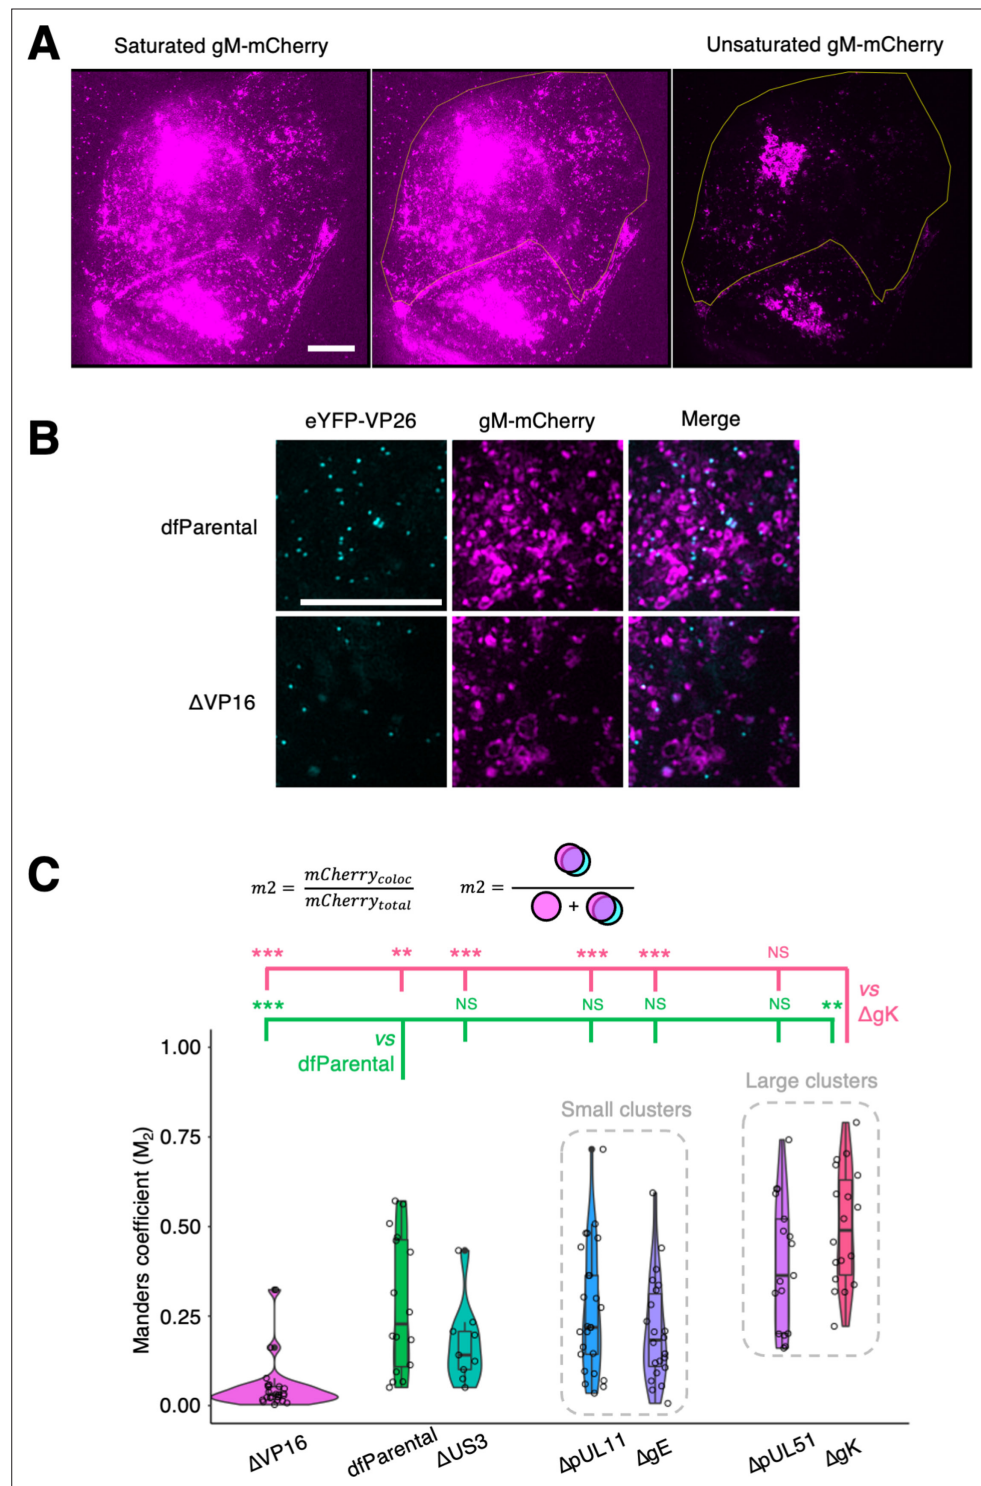 A
Saturated gM-mCherry
Unsaturated gM-mCherry
B
eYFP-VP26
gM-mCherry
Merge
dfParental
ΔVP16
C
m2 = mCherry_coloc / mCherry_total
m2 =
+
*** ** *** *** *** NS
vs
ΔgK
*** NS NS NS NS **
vs
dfParental
1.00
Large clusters
Small clusters
0.75
0.50
0.25
0.00
Manders coefficient (M₂)
ΔVP16
dfParental
ΔUS3
ΔpUL11
ΔgE
ΔpUL51
ΔgK